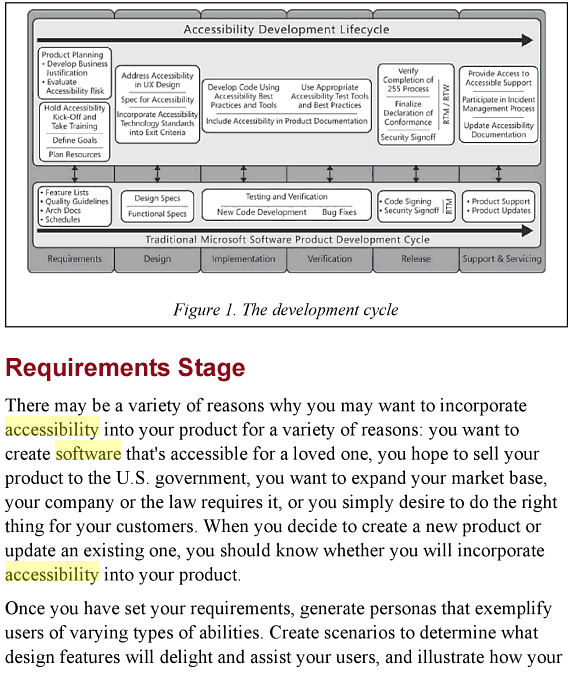 Accessibility Development Lifecycle
Product Planning
• Develop Business
Justification
• Evaluate
Accessibility Risk
Hold Accessibility
Kick-Off and
Take Training
Define Goals
Plan Resources
Address Accessibility
in UX Design
Spec for Accessibility
Incorporate Accessibility
Technology Standards
into Exit Criteria
Develop Code Using
Accessibility Best
Practices and Tools
Use Appropriate
Accessibility Test Tools
and Best Practices
Include Accessibility in Product Documentation
Verify
Completion of
255 Process
Finalize
Declaration of
Conformance
Security Signoff
RTM / RTW
Provide Access to
Accessible Support
Participate in Incident
Management Process
Update Accessibility
Documentation
• Feature Lists
• Quality Guidelines
• Arch Docs
• Schedules
Design Specs
Functional Specs
Testing and Verification
New Code Development Bug Fixes
• Code Signing
• Security Signoff
RTM
• Product Support
• Product Updates
Traditional Microsoft Software Product Development Cycle
Requirements Design Implementation Verification Release Support & Servicing
Figure 1. The development cycle
Requirements Stage
There may be a variety of reasons why you may want to incorporate
accessibility into your product for a variety of reasons: you want to
create software that's accessible for a loved one, you hope to sell your
product to the U.S. government, you want to expand your market base,
your company or the law requires it, or you simply desire to do the right
thing for your customers. When you decide to create a new product or
update an existing one, you should know whether you will incorporate
accessibility into your product.
Once you have set your requirements, generate personas that exemplify
users of varying types of abilities. Create scenarios to determine what
design features will delight and assist your users, and illustrate how your